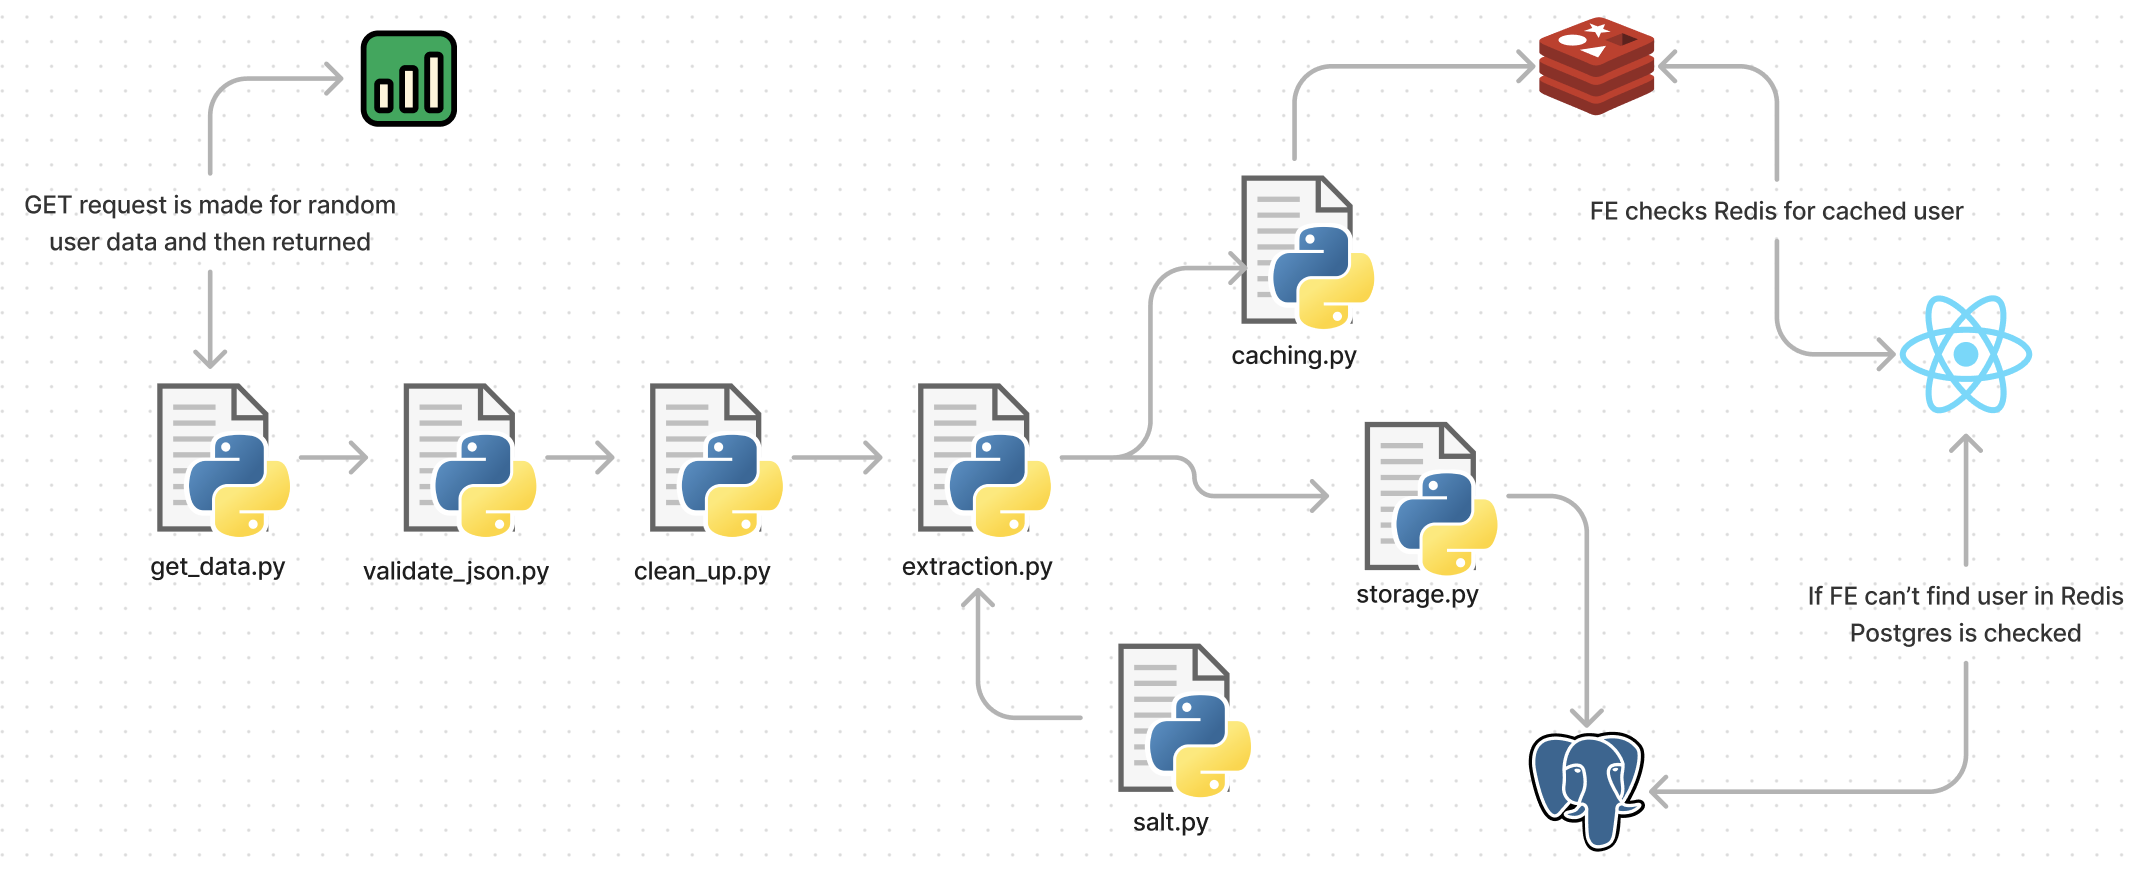 GET request is made for random
user data and then returned
FE checks Redis for cached user
caching.py
get_data.py
validate_json.py
clean_up.py
extraction.py
storage.py
If FE can’t find user in Redis
Postgres is checked
salt.py